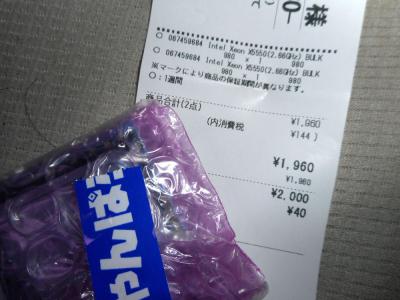 様
○ 067459684 Intel Xeon X5550(2.66GHz) BULK
980 × 1 980
○ 067459684 Intel Xeon X5550(2.66GHz) BULK
980 × 1 980
※マークにより商品の保証期間が異なります。
○:1週間
商品合計(2点) ¥1,960
(内消費税 ¥144)
¥1,960
¥1,960
¥2,000
¥40
ゃんぱ